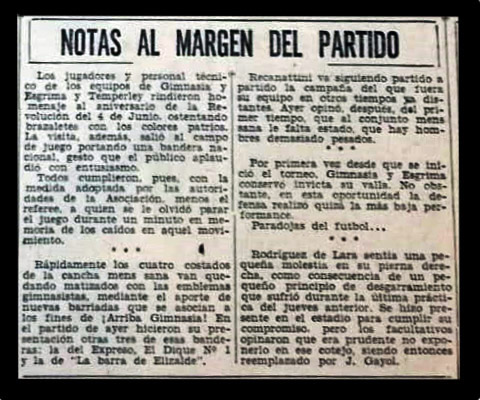 NOTAS AL MARGEN DEL PARTIDO
Los jugadores y personal técni-
co de los equipos de Gimnasia y
Esgrima y Temperley rindieron ho-
menaje al aniversario de la Re-
volución del 4 de Junio, ostentando
brazaletes con los colores patrios.
La visita, además, salió al campo
de juego portando una bandera na-
cional, gesto que el público aplau-
dió con entusiasmo.
Todos cumplieron, pues, con la
medida adoptada por las autori-
dades de la Asociación, menos el
referee, a quien se le olvidó parar
el juego durante un minuto en me-
moria de los caídos en aquel mo-
vimiento.
* * *
Rápidamente los cuatro costados
de la cancha mens sana van que-
dando matizados con las emblemas
gimnasistas, mediante el aporte de
nuevas barriadas que se asocian a
los fines de ¡Arriba Gimnasia! En
el partido de ayer hicieron su pre-
sentación otras tres de esas ban-
deras: la del Expreso, El Dique Nº 1
y la de "La barra de Elizalde".
Recanattini va siguiendo partido a
partido la campaña del que fuera
su equipo en otros tiempos ya dis-
tantes. Ayer opinó, después del pri-
mer tiempo, que al conjunto mens
sana le falta estado, que hay hom-
bres demasiado pesados.
* * *
Por primera vez desde que se ini-
ció el torneo, Gimnasia y Esgrima
conservó invicta su valla. No obs-
tante, en esta oportunidad la de-
fensa realizó quizá la más baja per-
formance.
Paradojas del futbol...
* * *
Rodríguez de Lara sentía una pe-
queña molestia en su pierna dere-
cha, como consecuencia de un pe-
queño principio de desgarramiento
que sufrió durante la última prácti-
ca del jueves anterior. Se hizo pre-
sente en el estadio para cumplir su
compromiso, pero los facultativos
opinaron que era prudente no expo-
nerlo en ese cotejo, siendo entonces
reemplazado por J. Gayol.